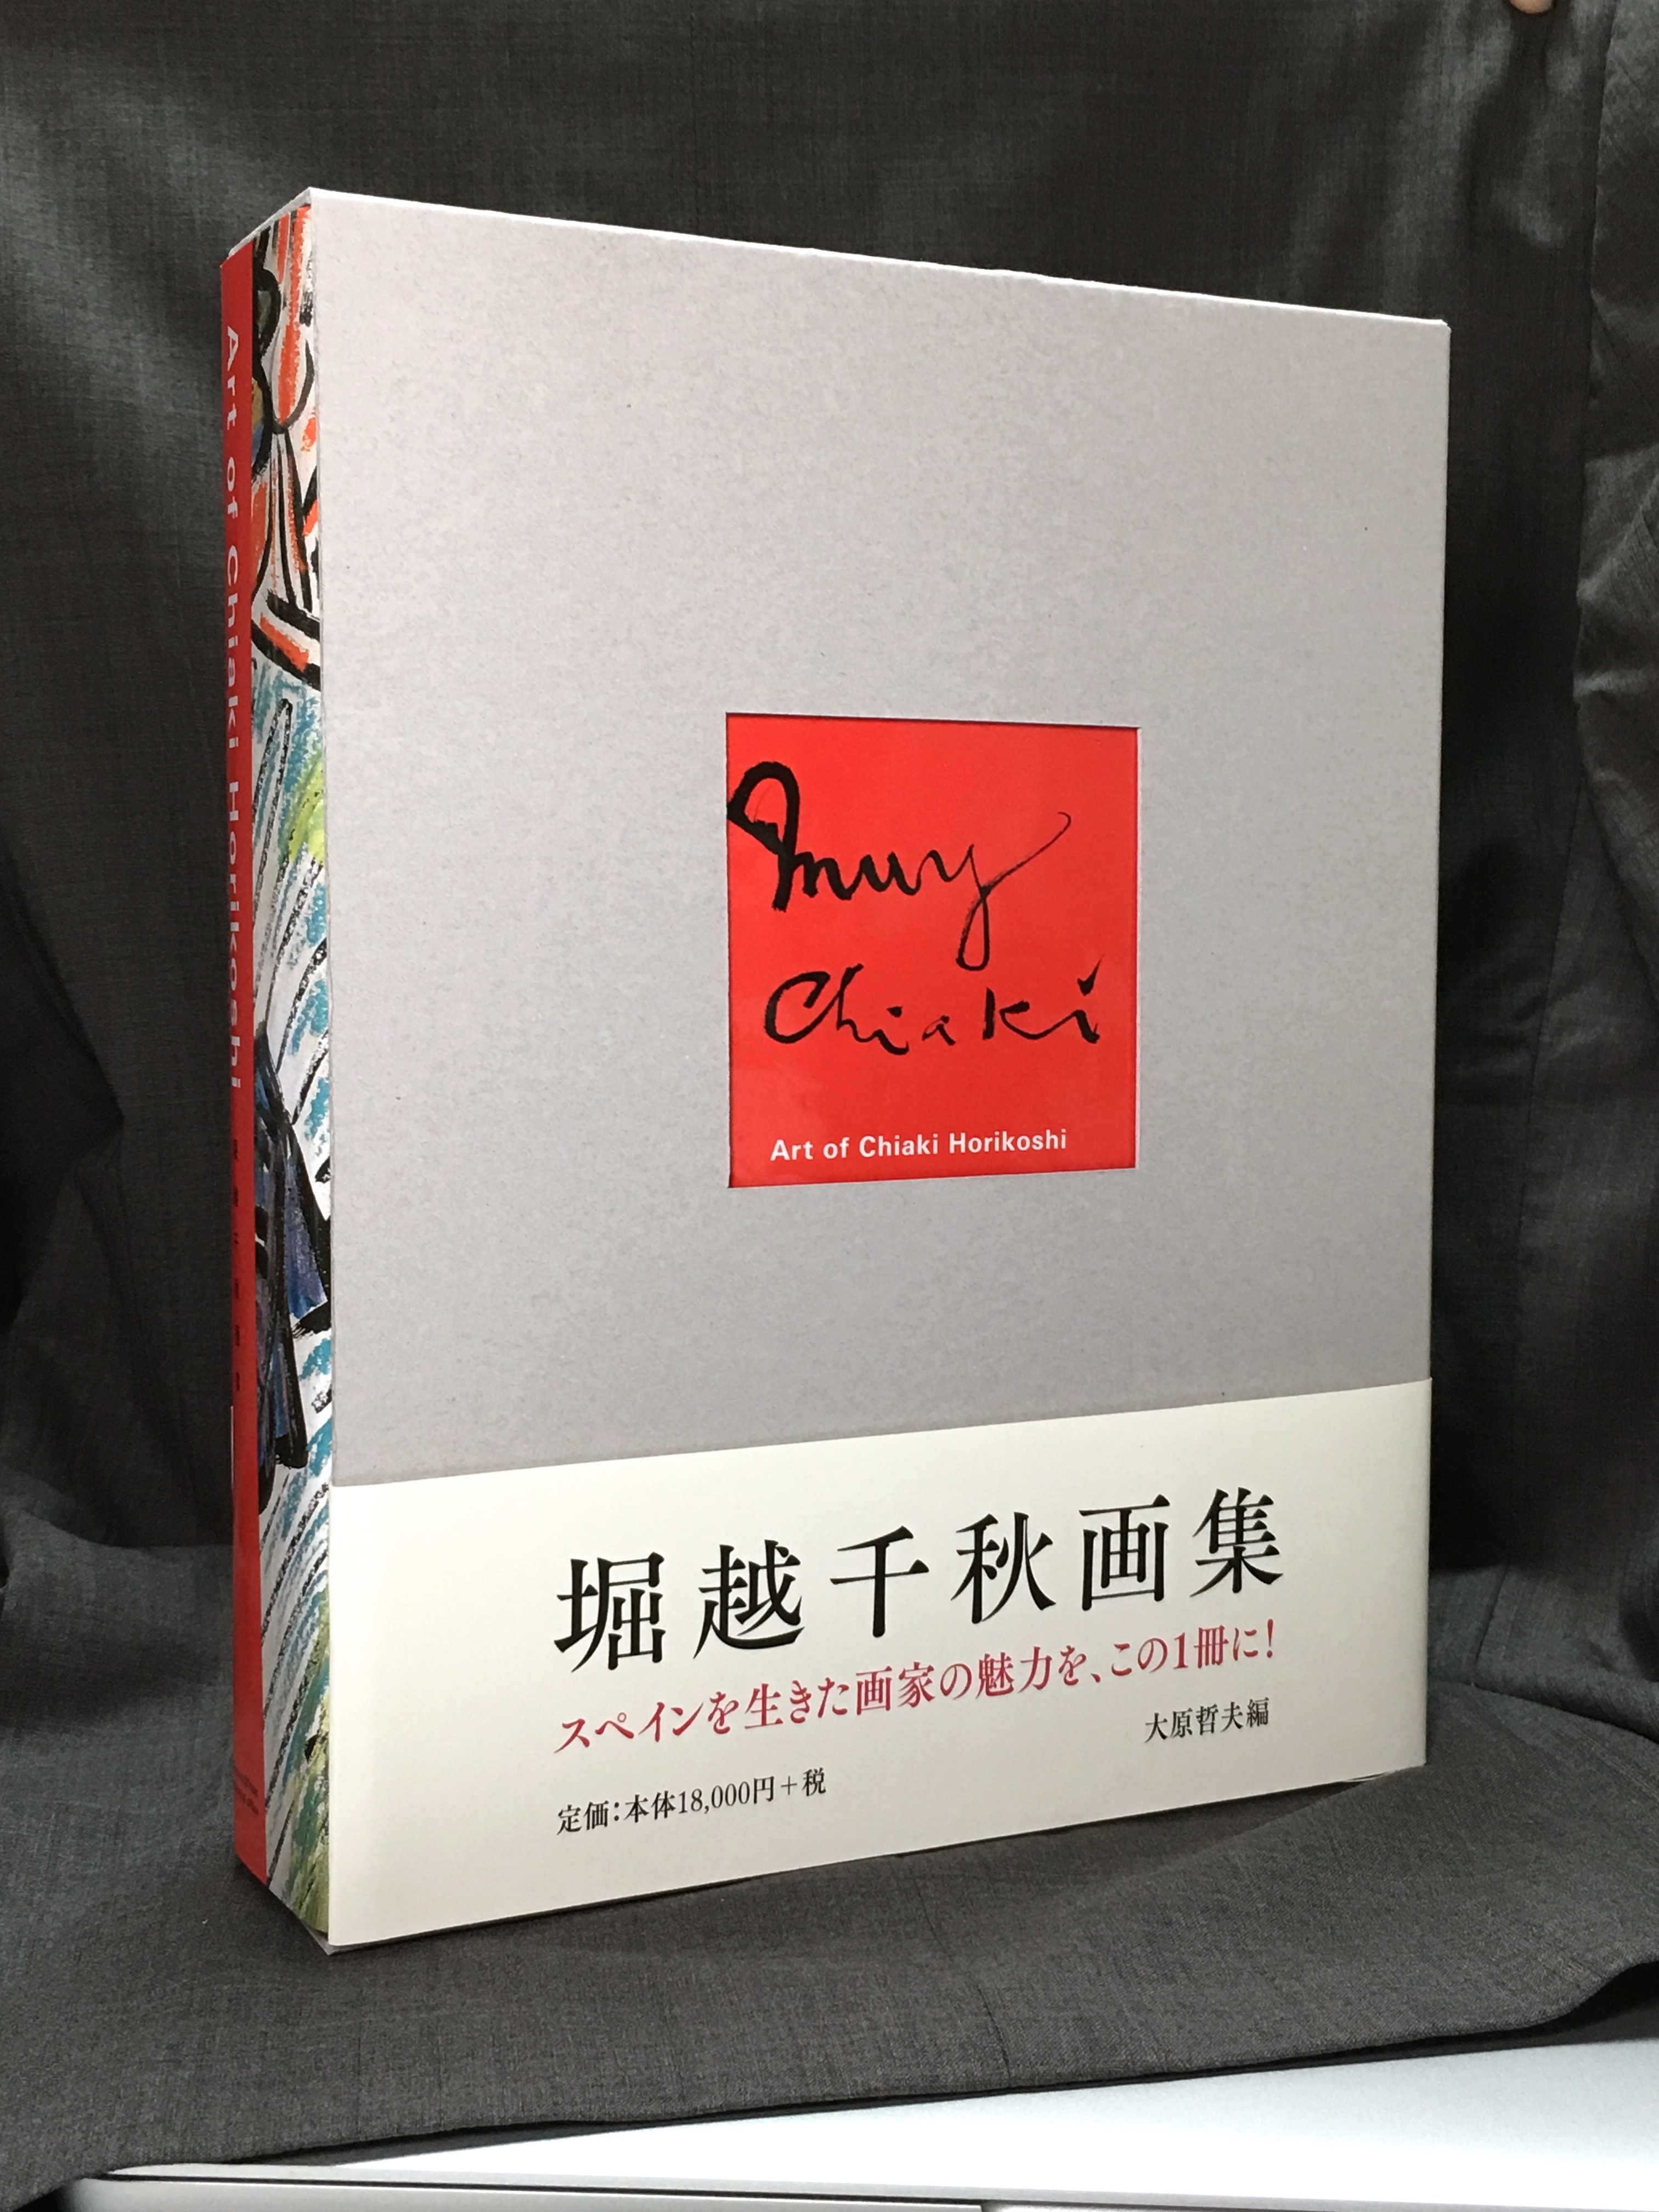 Art of Chiaki Horikoshi
muy
Chiaki
Art of Chiaki Horikoshi
堀越千秋画集
スペインを生きた画家の魅力を、この1冊に!
大原哲夫編
定価:本体18,000円+税